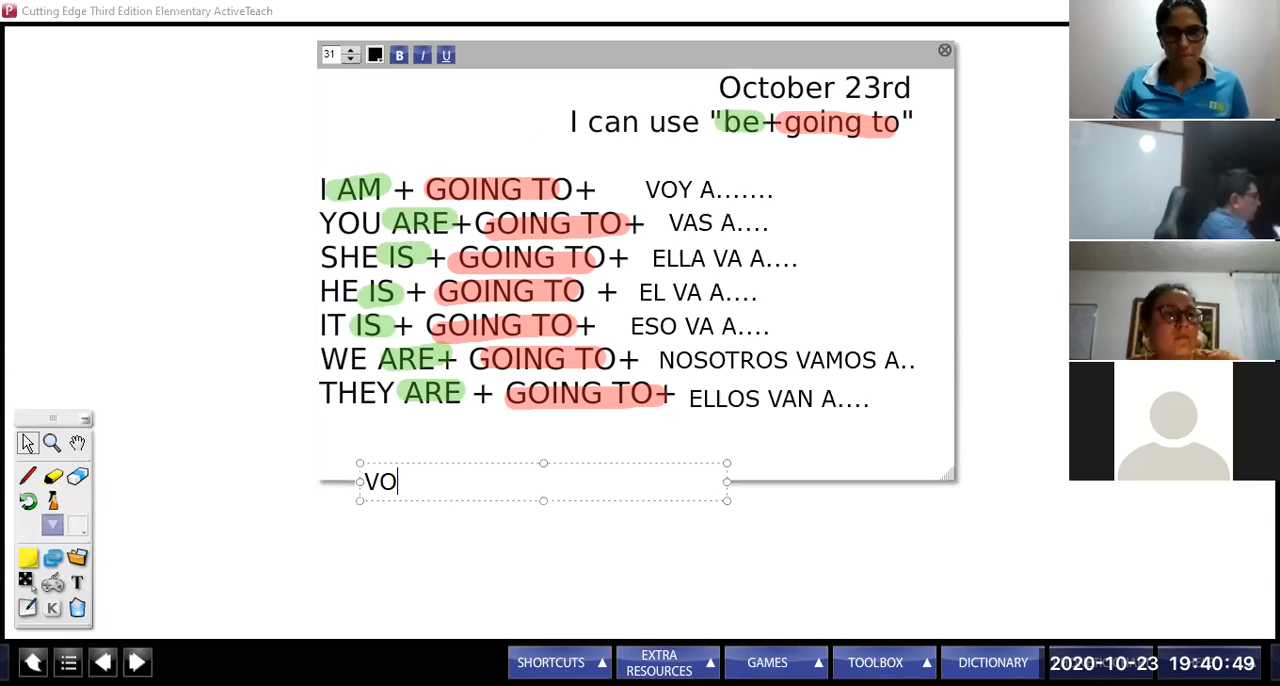 Cutting Edge Third Edition Elementary ActiveTeach
31 B I U
October 23rd
I can use "be+going to"
I AM + GOING TO+ VOY A.......
YOU ARE+GOING TO+ VAS A....
SHE IS + GOING TO+ ELLA VA A....
HE IS + GOING TO + EL VA A....
IT IS + GOING TO+ ESO VA A....
WE ARE+ GOING TO+ NOSOTROS VAMOS A..
THEY ARE + GOING TO+ ELLOS VAN A....
VO
T
K
SHORTCUTS
EXTRA
RESOURCES
GAMES
TOOLBOX
DICTIONARY
2020-10-23 19:40:49